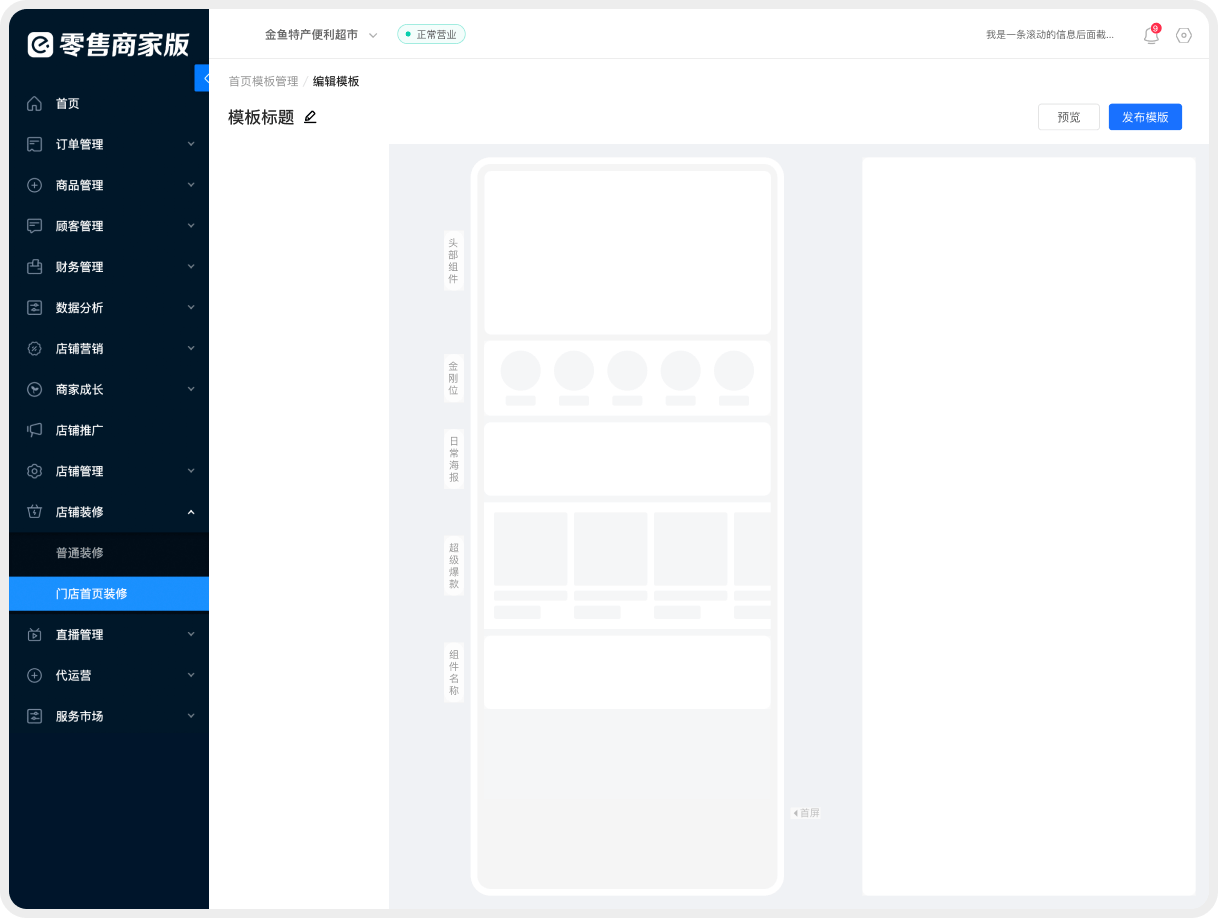 零售商家版
金鱼特产便利超市
正常营业
我是一条滚动的信息后面截...
9
首页模板管理 / 编辑模板
模板标题
预览
发布模版
首页
订单管理
商品管理
顾客管理
财务管理
数据分析
店铺营销
商家成长
店铺推广
店铺管理
店铺装修
普通装修
门店首页装修
直播管理
代运营
服务市场
头部组件
金刚位
日常海报
超级爆款
组件名称
首屏